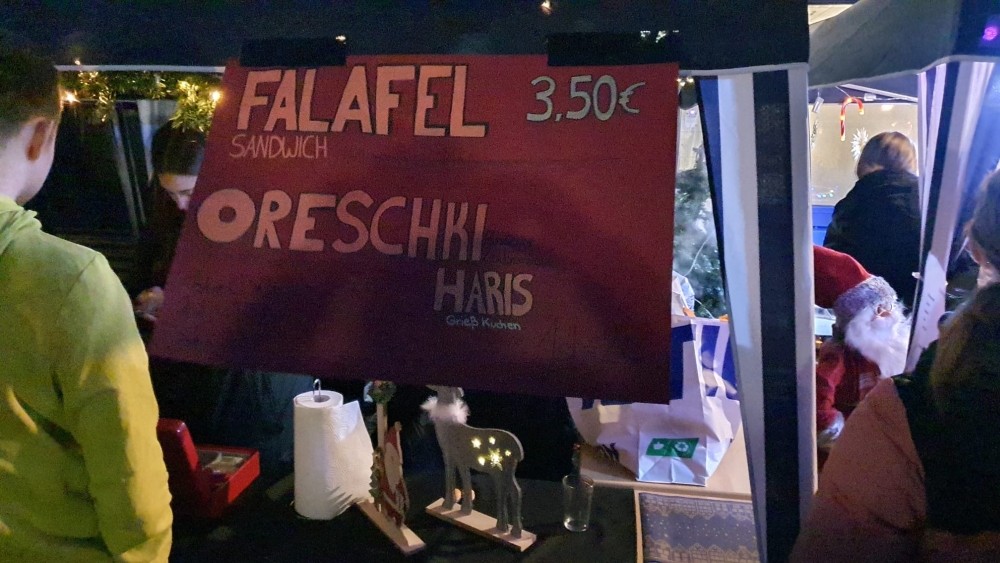 FALAFEL 3,50€
SANDWICH
ORESCHKI
HARIS
Grieß Kuchen